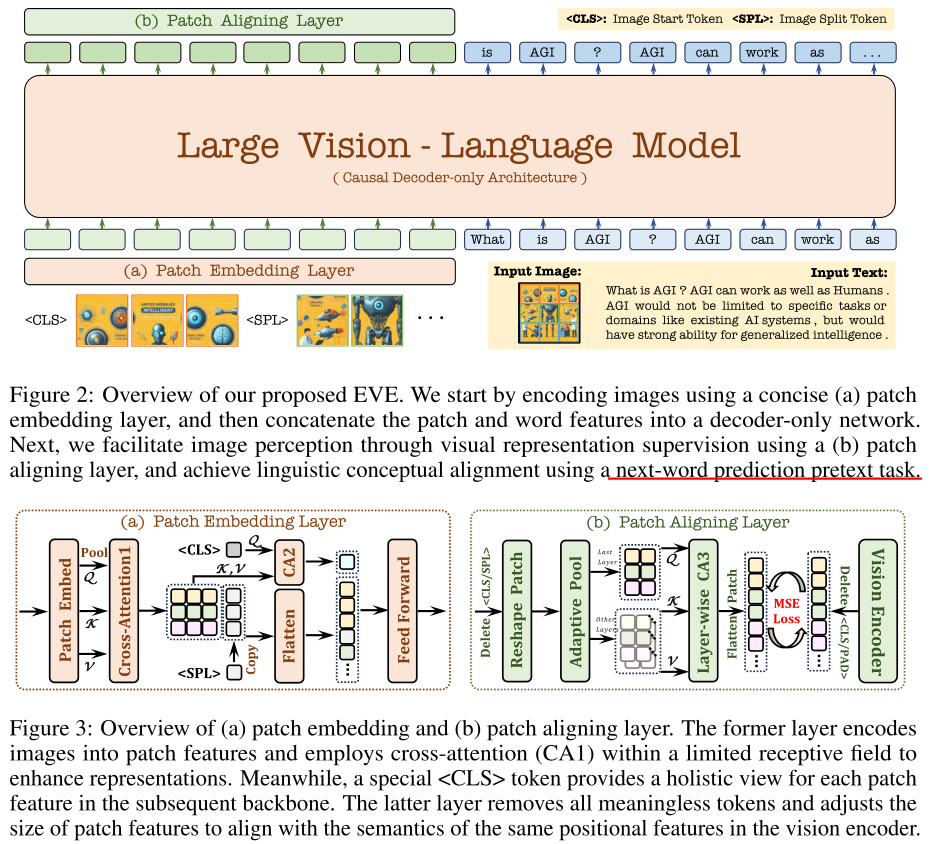 (b) Patch Aligning Layer
<CLS>: Image Start Token <SPL>: Image Split Token
is AGI ? AGI can work as ...
Large Vision - Language Model
( Causal Decoder-only Architecture )
What is AGI ? AGI can work as
(a) Patch Embedding Layer
<CLS>
INTELLIGENT
<SPL>
...
Input Image:
Input Text:
What is AGI ? AGI can work as well as Humans .
AGI would not be limited to specific tasks or
domains like existing AI systems , but would
have strong ability for generalized intelligence .
Figure 2: Overview of our proposed EVE. We start by encoding images using a concise (a) patch
embedding layer, and then concatenate the patch and word features into a decoder-only network.
Next, we facilitate image perception through visual representation supervision using a (b) patch
aligning layer, and achieve linguistic conceptual alignment using a next-word prediction pretext task.
(a) Patch Embedding Layer
Patch Embed
Pool
Q
K
V
Cross-Attention1
<CLS>
Q
K,V
CA2
<SPL>
Copy
Flatten
Feed Forward
(b) Patch Aligning Layer
Delete <CLS/SPL>
Reshape Patch
Adaptive Pool
Last
Layer
Other
Layer
Q
K
V
Layer-wise CA3
Flatten Patch
MSE
Loss
Delete <CLS/PAD>
Vision Encoder
Figure 3: Overview of (a) patch embedding and (b) patch aligning layer. The former layer encodes
images into patch features and employs cross-attention (CA1) within a limited receptive field to
enhance representations. Meanwhile, a special <CLS> token provides a holistic view for each patch
feature in the subsequent backbone. The latter layer removes all meaningless tokens and adjusts the
size of patch features to align with the semantics of the same positional features in the vision encoder.